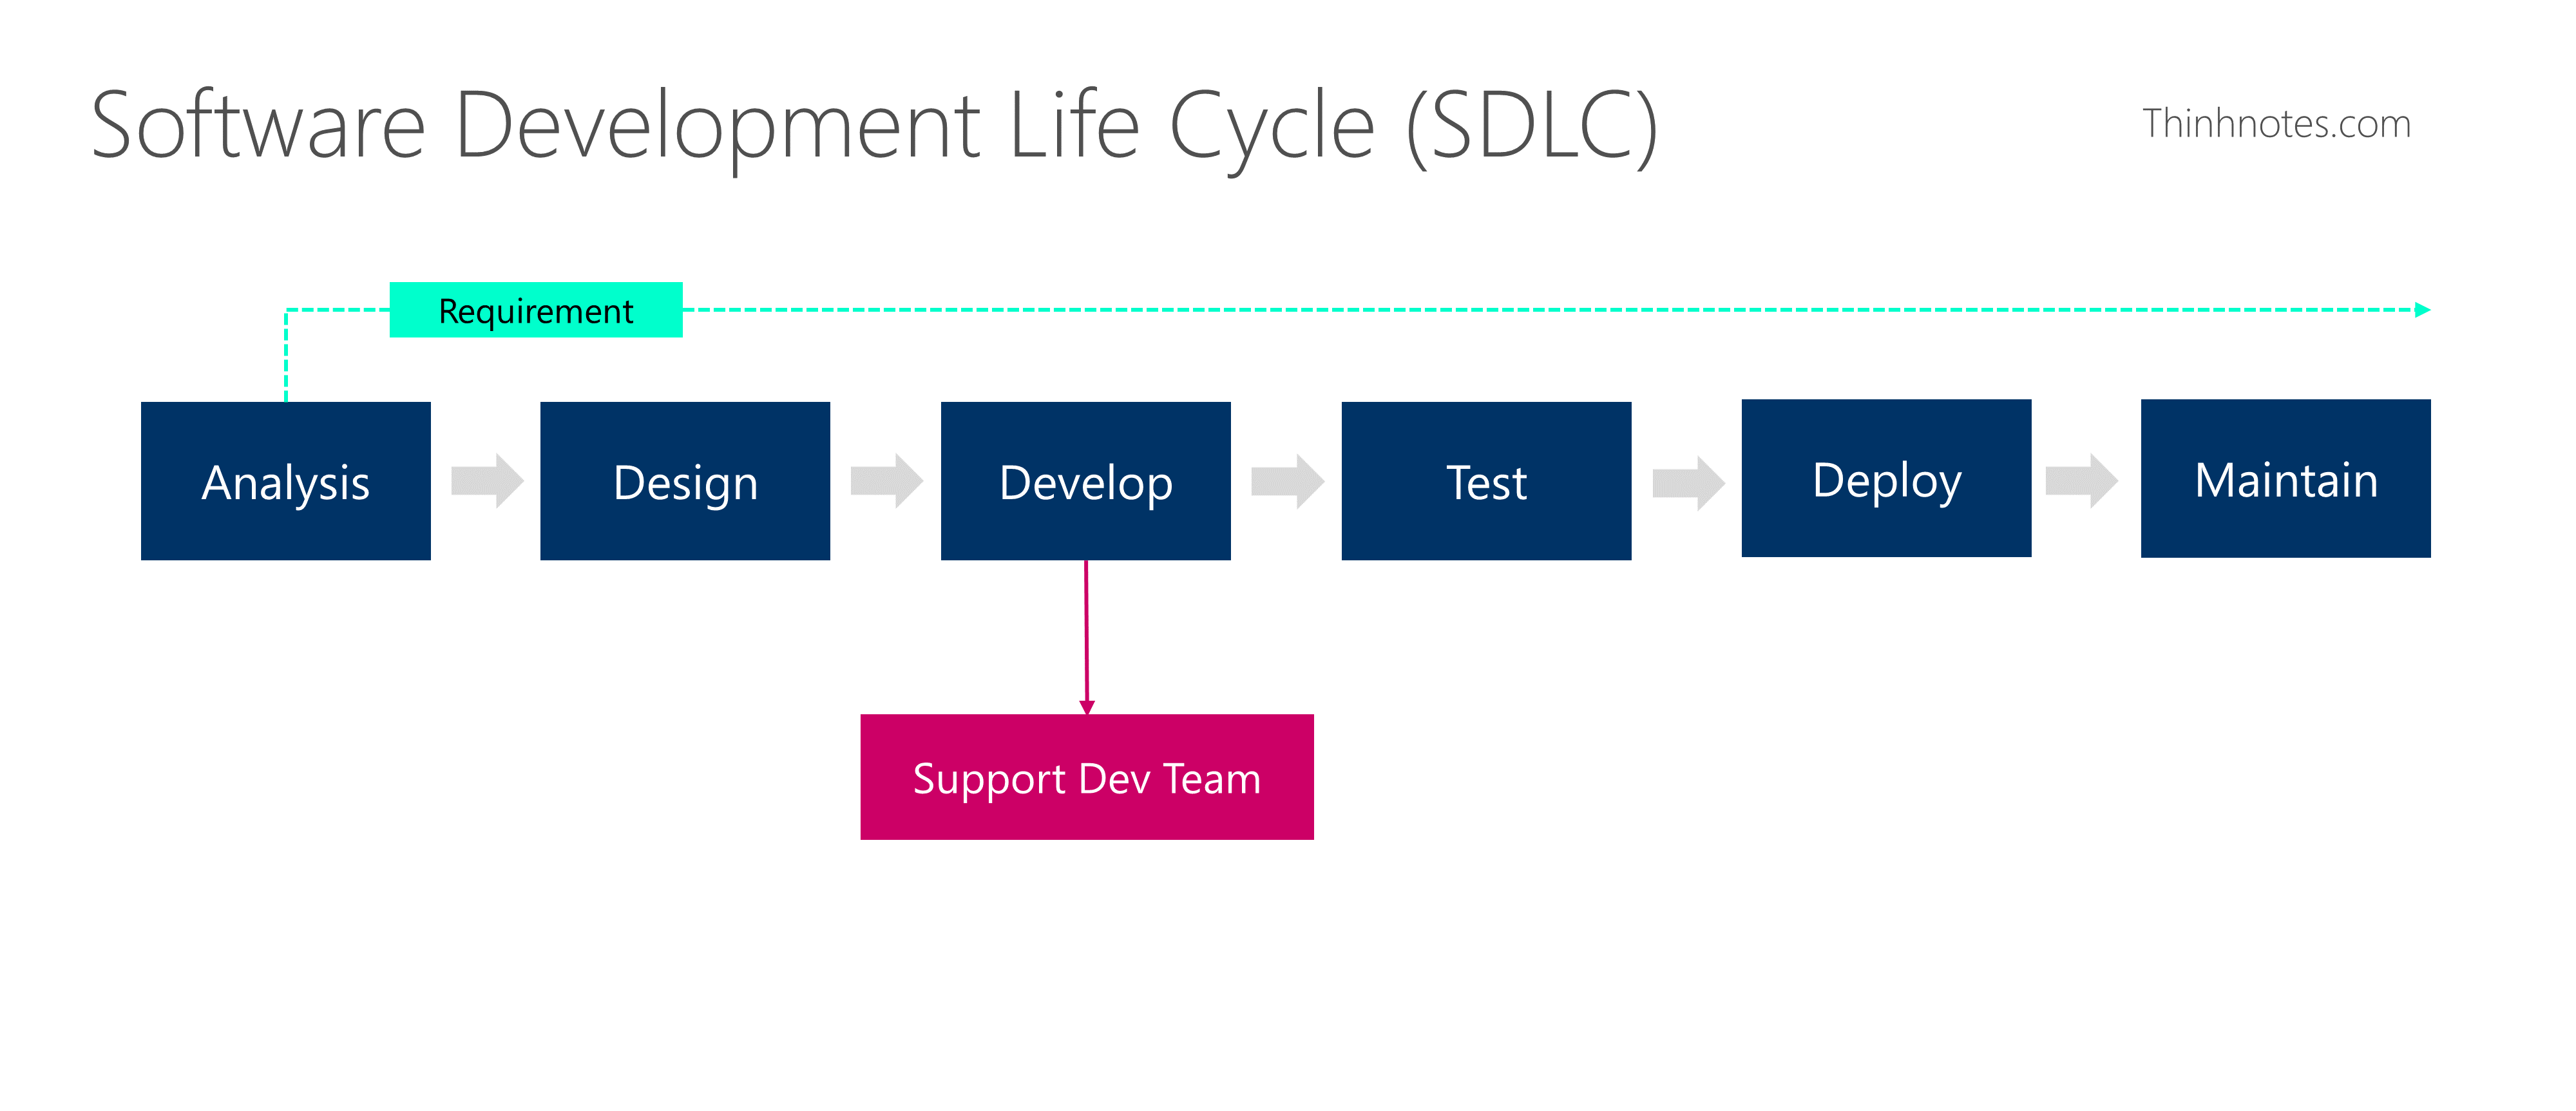 Software Development Life Cycle (SDLC)
Thinhnotes.com
Requirement
Analysis
Design
Develop
Test
Deploy
Maintain
Support Dev Team